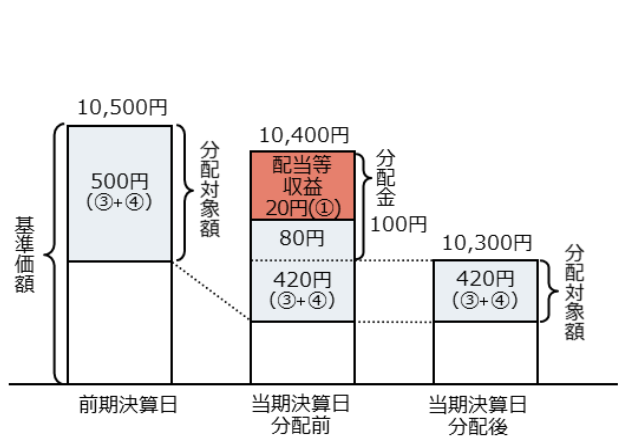 10,500円
500円
(③+④)
分配対象額
基準価額
前期決算日
10,400円
配当等
収益
20円(①)
80円
420円
(③+④)
分配金
100円
当期決算日
分配前
10,300円
420円
(③+④)
分配対象額
当期決算日
分配後